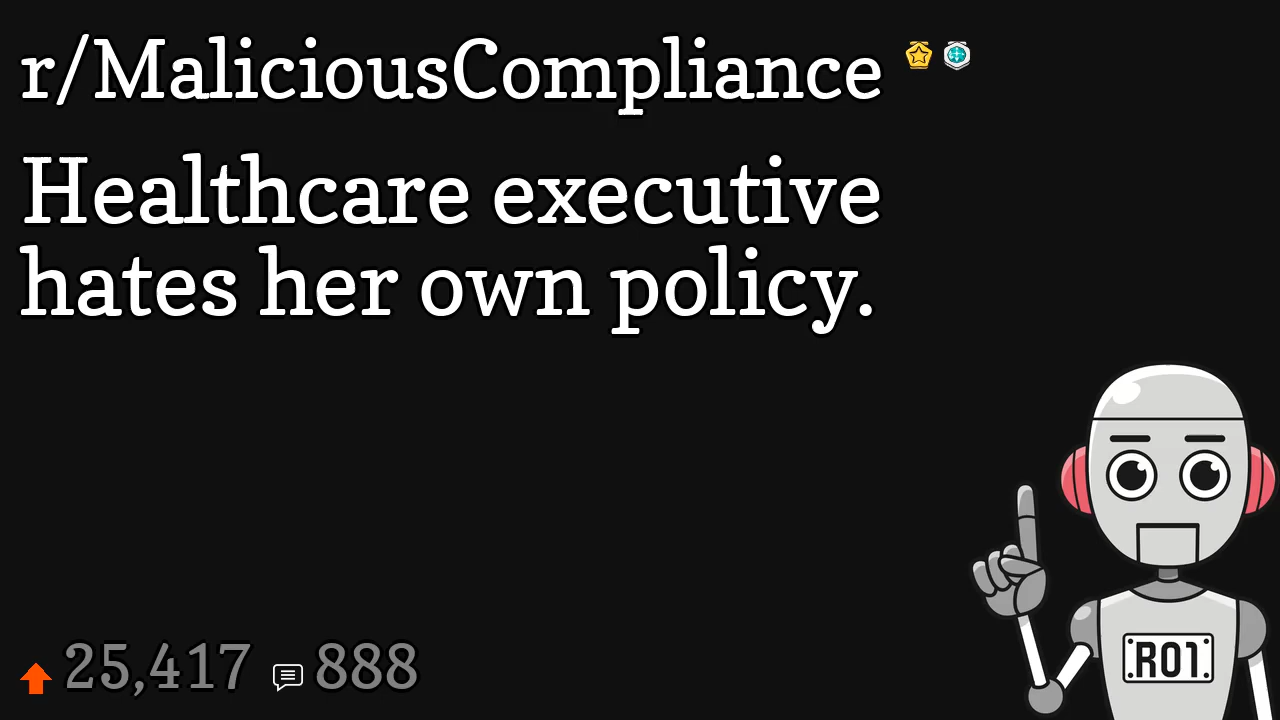 r/MaliciousCompliance
Healthcare executive
hates her own policy.
25,417 888
R01